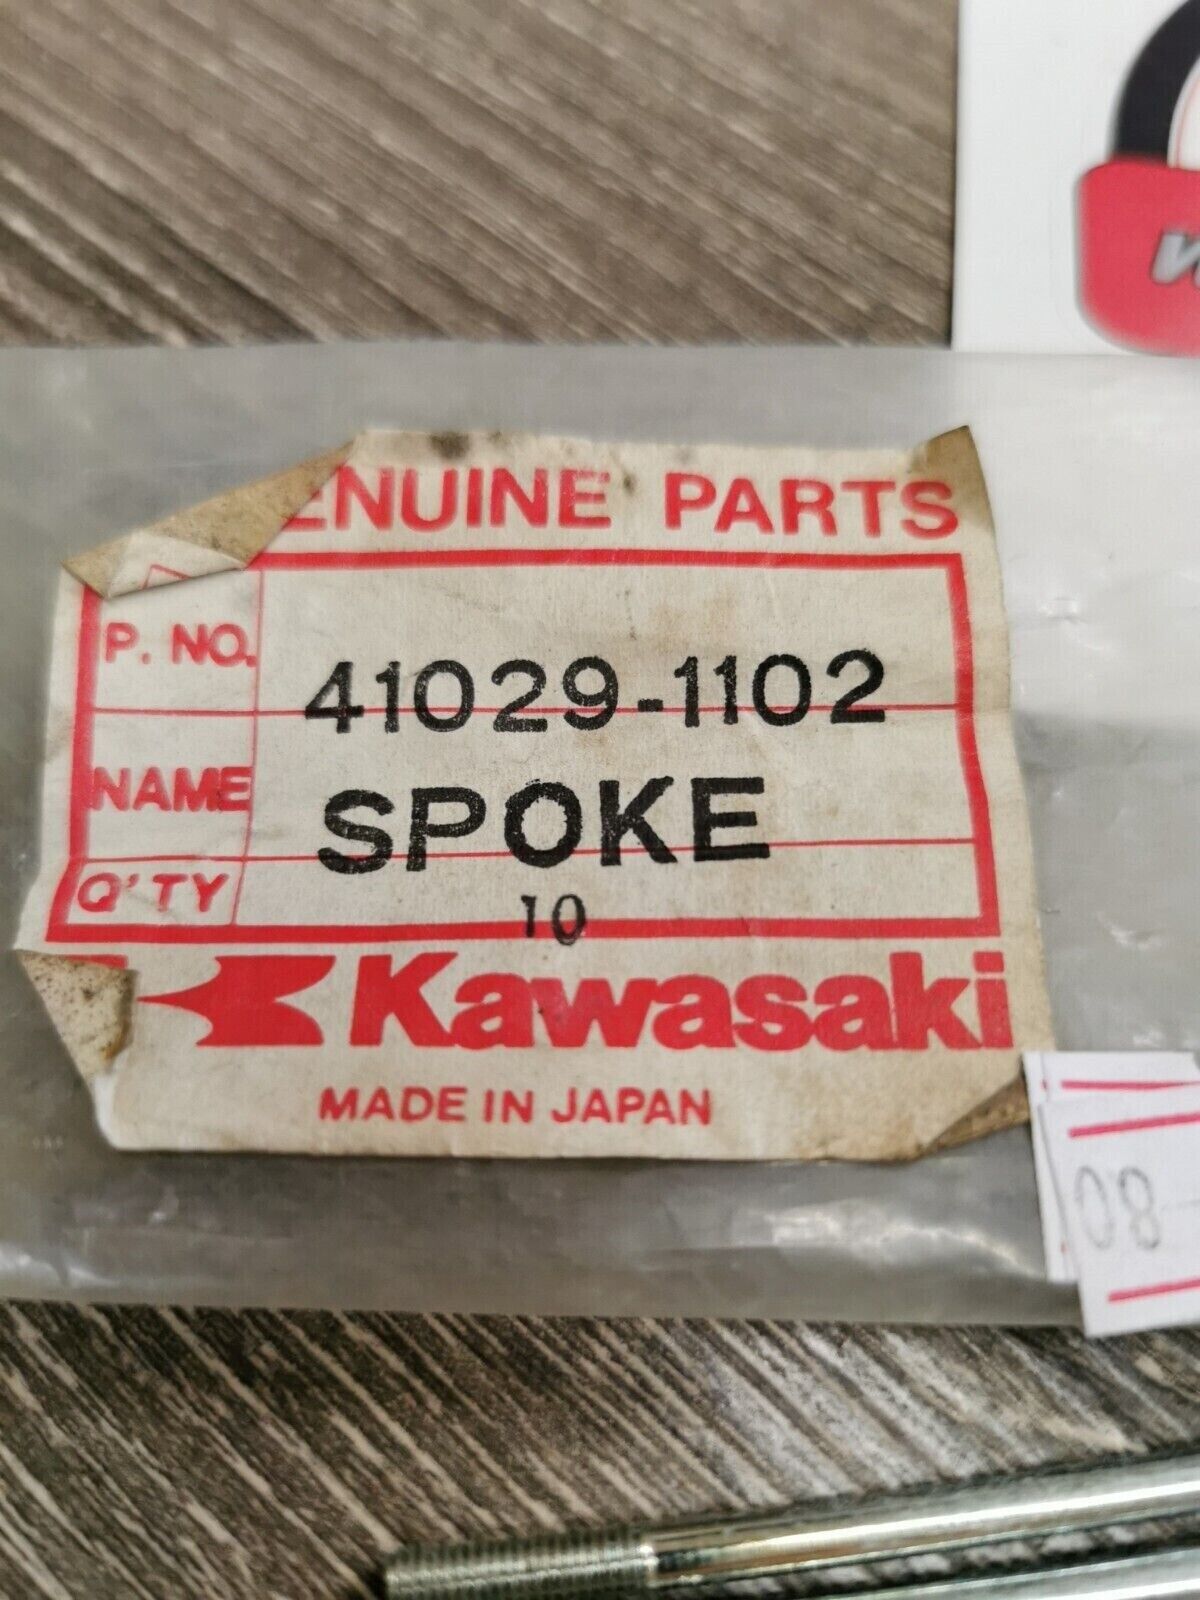 ENUINE PARTS
P. NO. 41029-1102
NAME SPOKE
Q'TY 10
Kawasaki
MADE IN JAPAN
08